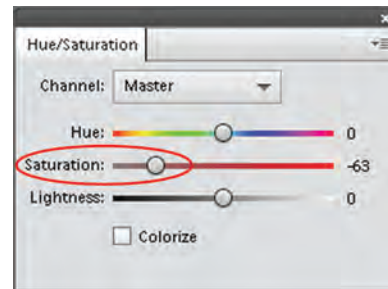 Hue/Saturation
Channel: Master
Hue: 0
Saturation: -63
Lightness: 0
Colorize